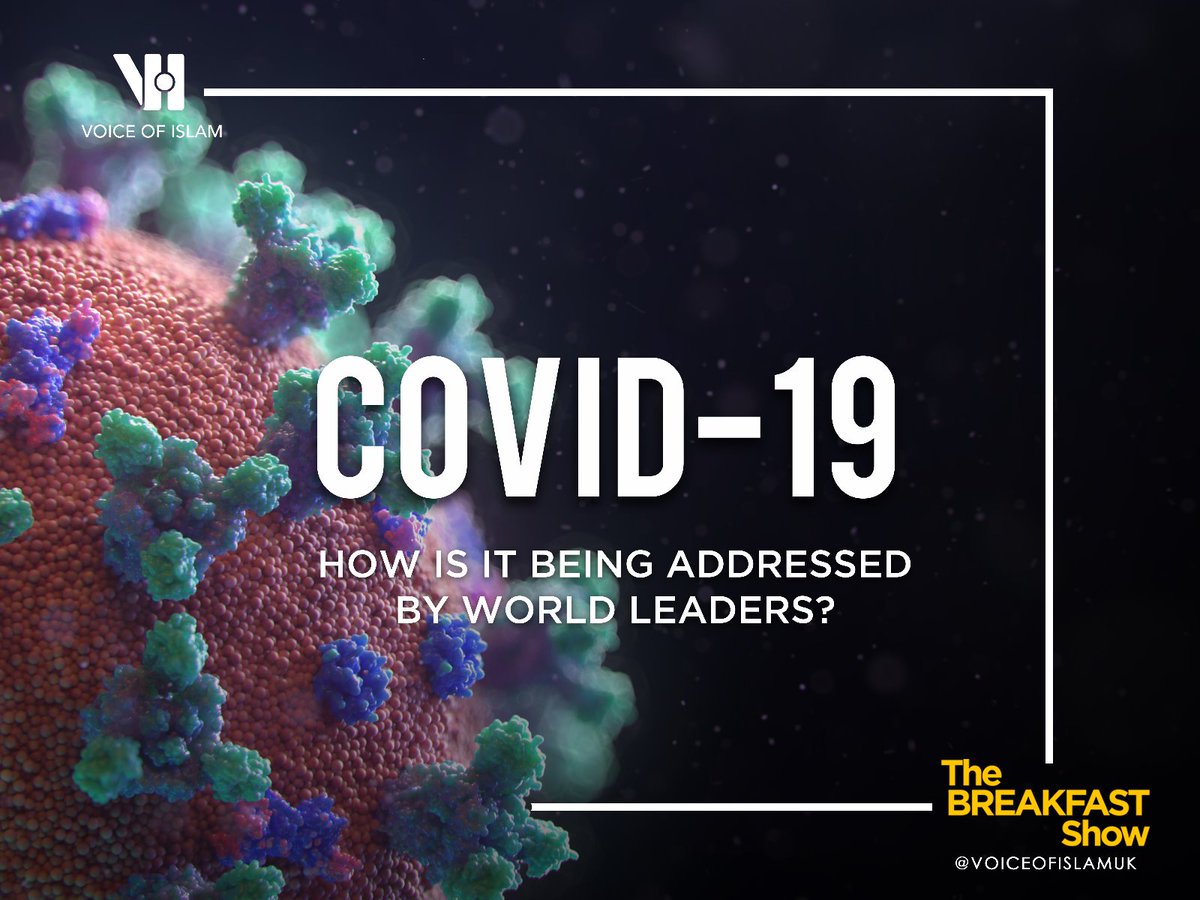 VOICE OF ISLAM
COVID-19
HOW IS IT BEING ADDRESSED
BY WORLD LEADERS?
The
BREAKFAST
Show
@VOICEOFISLAMUK